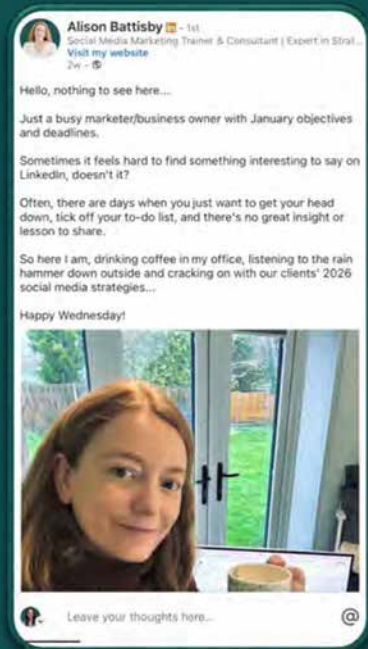 Alison Battisby in • 1st
Social Media Marketing Trainer & Consultant | Expert in Strat...
Visit my website
2w •
Hello, nothing to see here...
Just a busy marketer/business owner with January objectives
and deadlines.
Sometimes it feels hard to find something interesting to say on
LinkedIn, doesn't it?
Often, there are days when you just want to get your head
down, tick off your to-do list, and there's no great insight or
lesson to share.
So here I am, drinking coffee in my office, listening to the rain
hammer down outside and cracking on with our clients' 2026
social media strategies...
Happy Wednesday!
Leave your thoughts here...
@